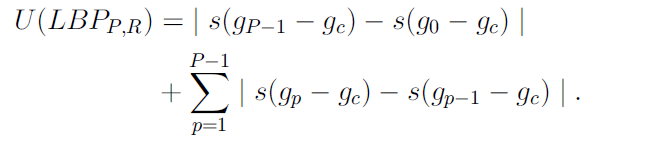 U(LBP_{P,R}) = | s(g_{P−1} − g_c) − s(g_0 − g_c) |
+ \sum_{p=1}^{P−1} | s(g_p − g_c) − s(g_{p−1} − g_c) | .